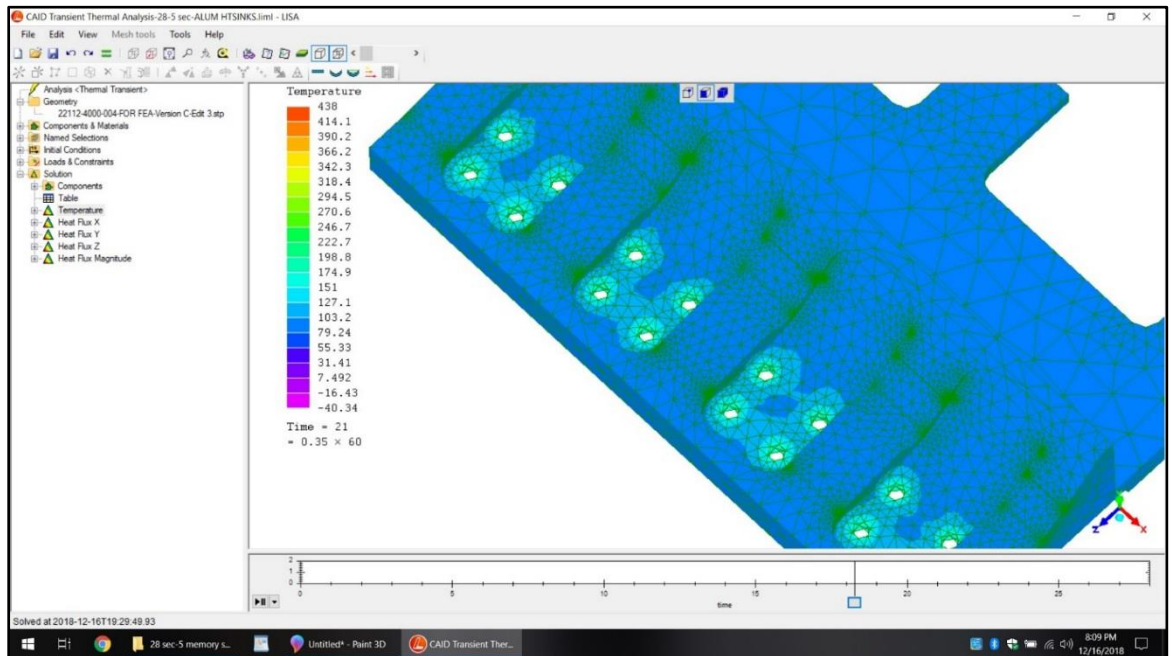 CAID Transient Thermal Analysis-28-5 sec-ALUM HTSINKS.liml - LISA
File Edit View Mesh tools Tools Help
Analysis <Thermal Transient>
Geometry
22112-4000-004-FOR FEA-Version C-Edit 3.stp
Components & Materials
Named Selections
Initial Conditions
Loads & Constraints
Solution
Components
Table
Temperature
Heat Flux X
Heat Flux Y
Heat Flux Z
Heat Flux Magnitude
Temperature
438
414.1
390.2
366.2
342.3
318.4
294.5
270.6
246.7
222.7
198.8
174.9
151
127.1
103.2
79.24
55.33
31.41
7.492
-16.43
-40.34
Time = 21
= 0.35 × 60
Y
Z
X
2
1
0
0 5 10 15 20 25
time
Solved at 2018-12-16T19:29:49.93
28 sec-5 memory s...
Untitled* - Paint 3D
CAID Transient Ther...
8:09 PM
12/16/2018